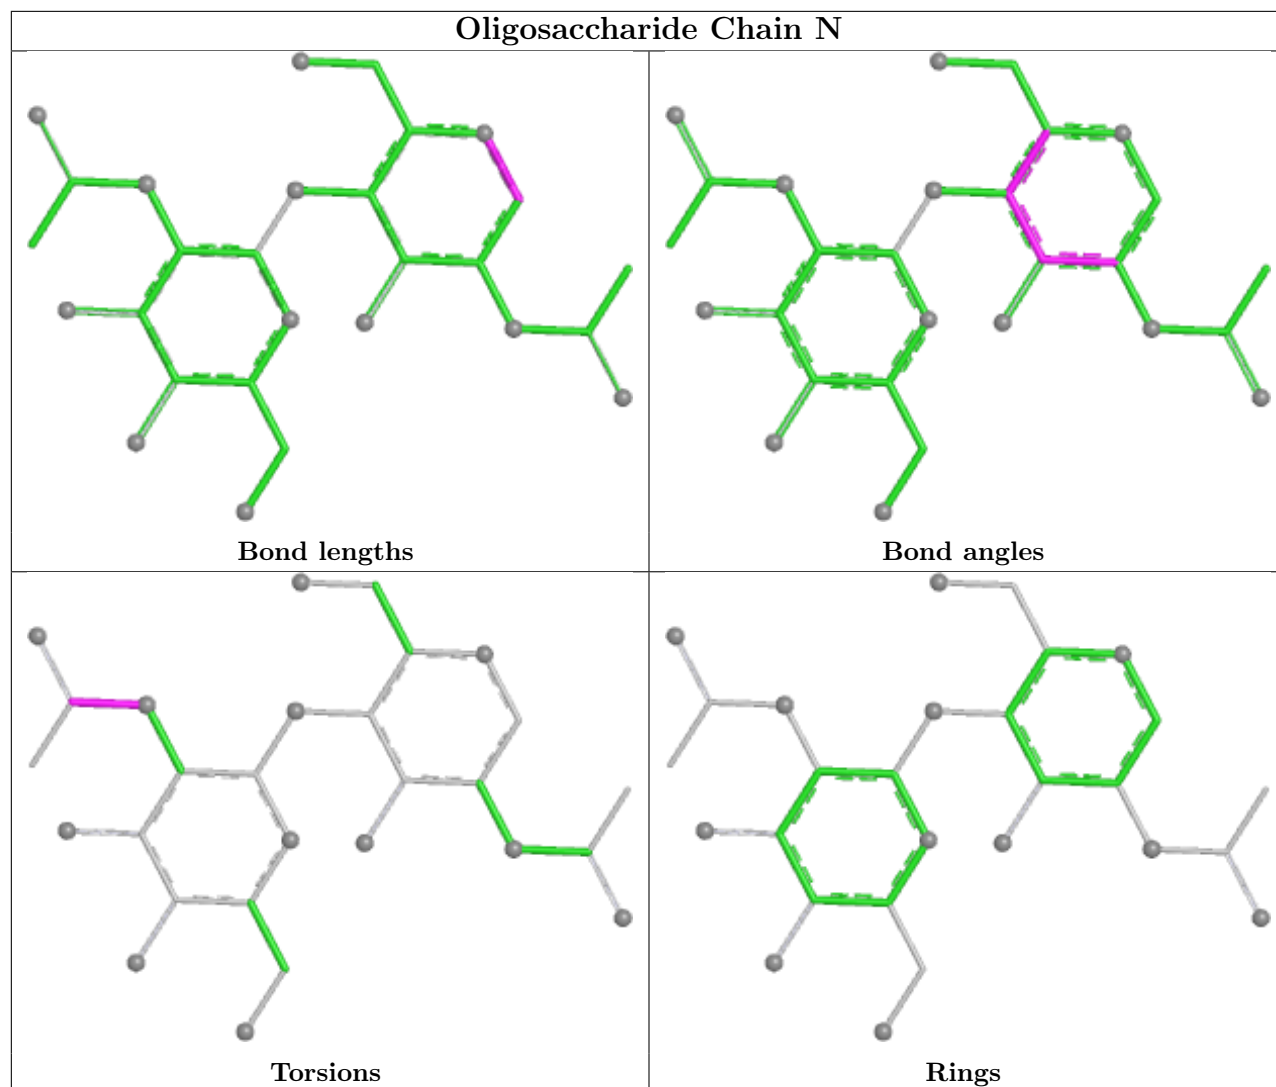 Oligosaccharide Chain N
Bond lengths
Bond angles
Torsions
Rings